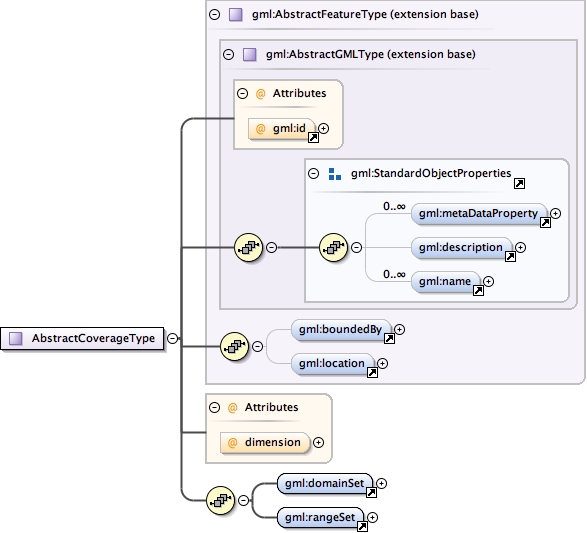 gml:AbstractFeatureType (extension base)
gml:AbstractGMLType (extension base)
@ Attributes
@ gml:id
gml:StandardObjectProperties
0..∞
gml:metaDataProperty
gml:description
0..∞
gml:name
gml:boundedBy
AbstractCoverageType
gml:location
@ Attributes
@ dimension
gml:domainSet
gml:rangeSet